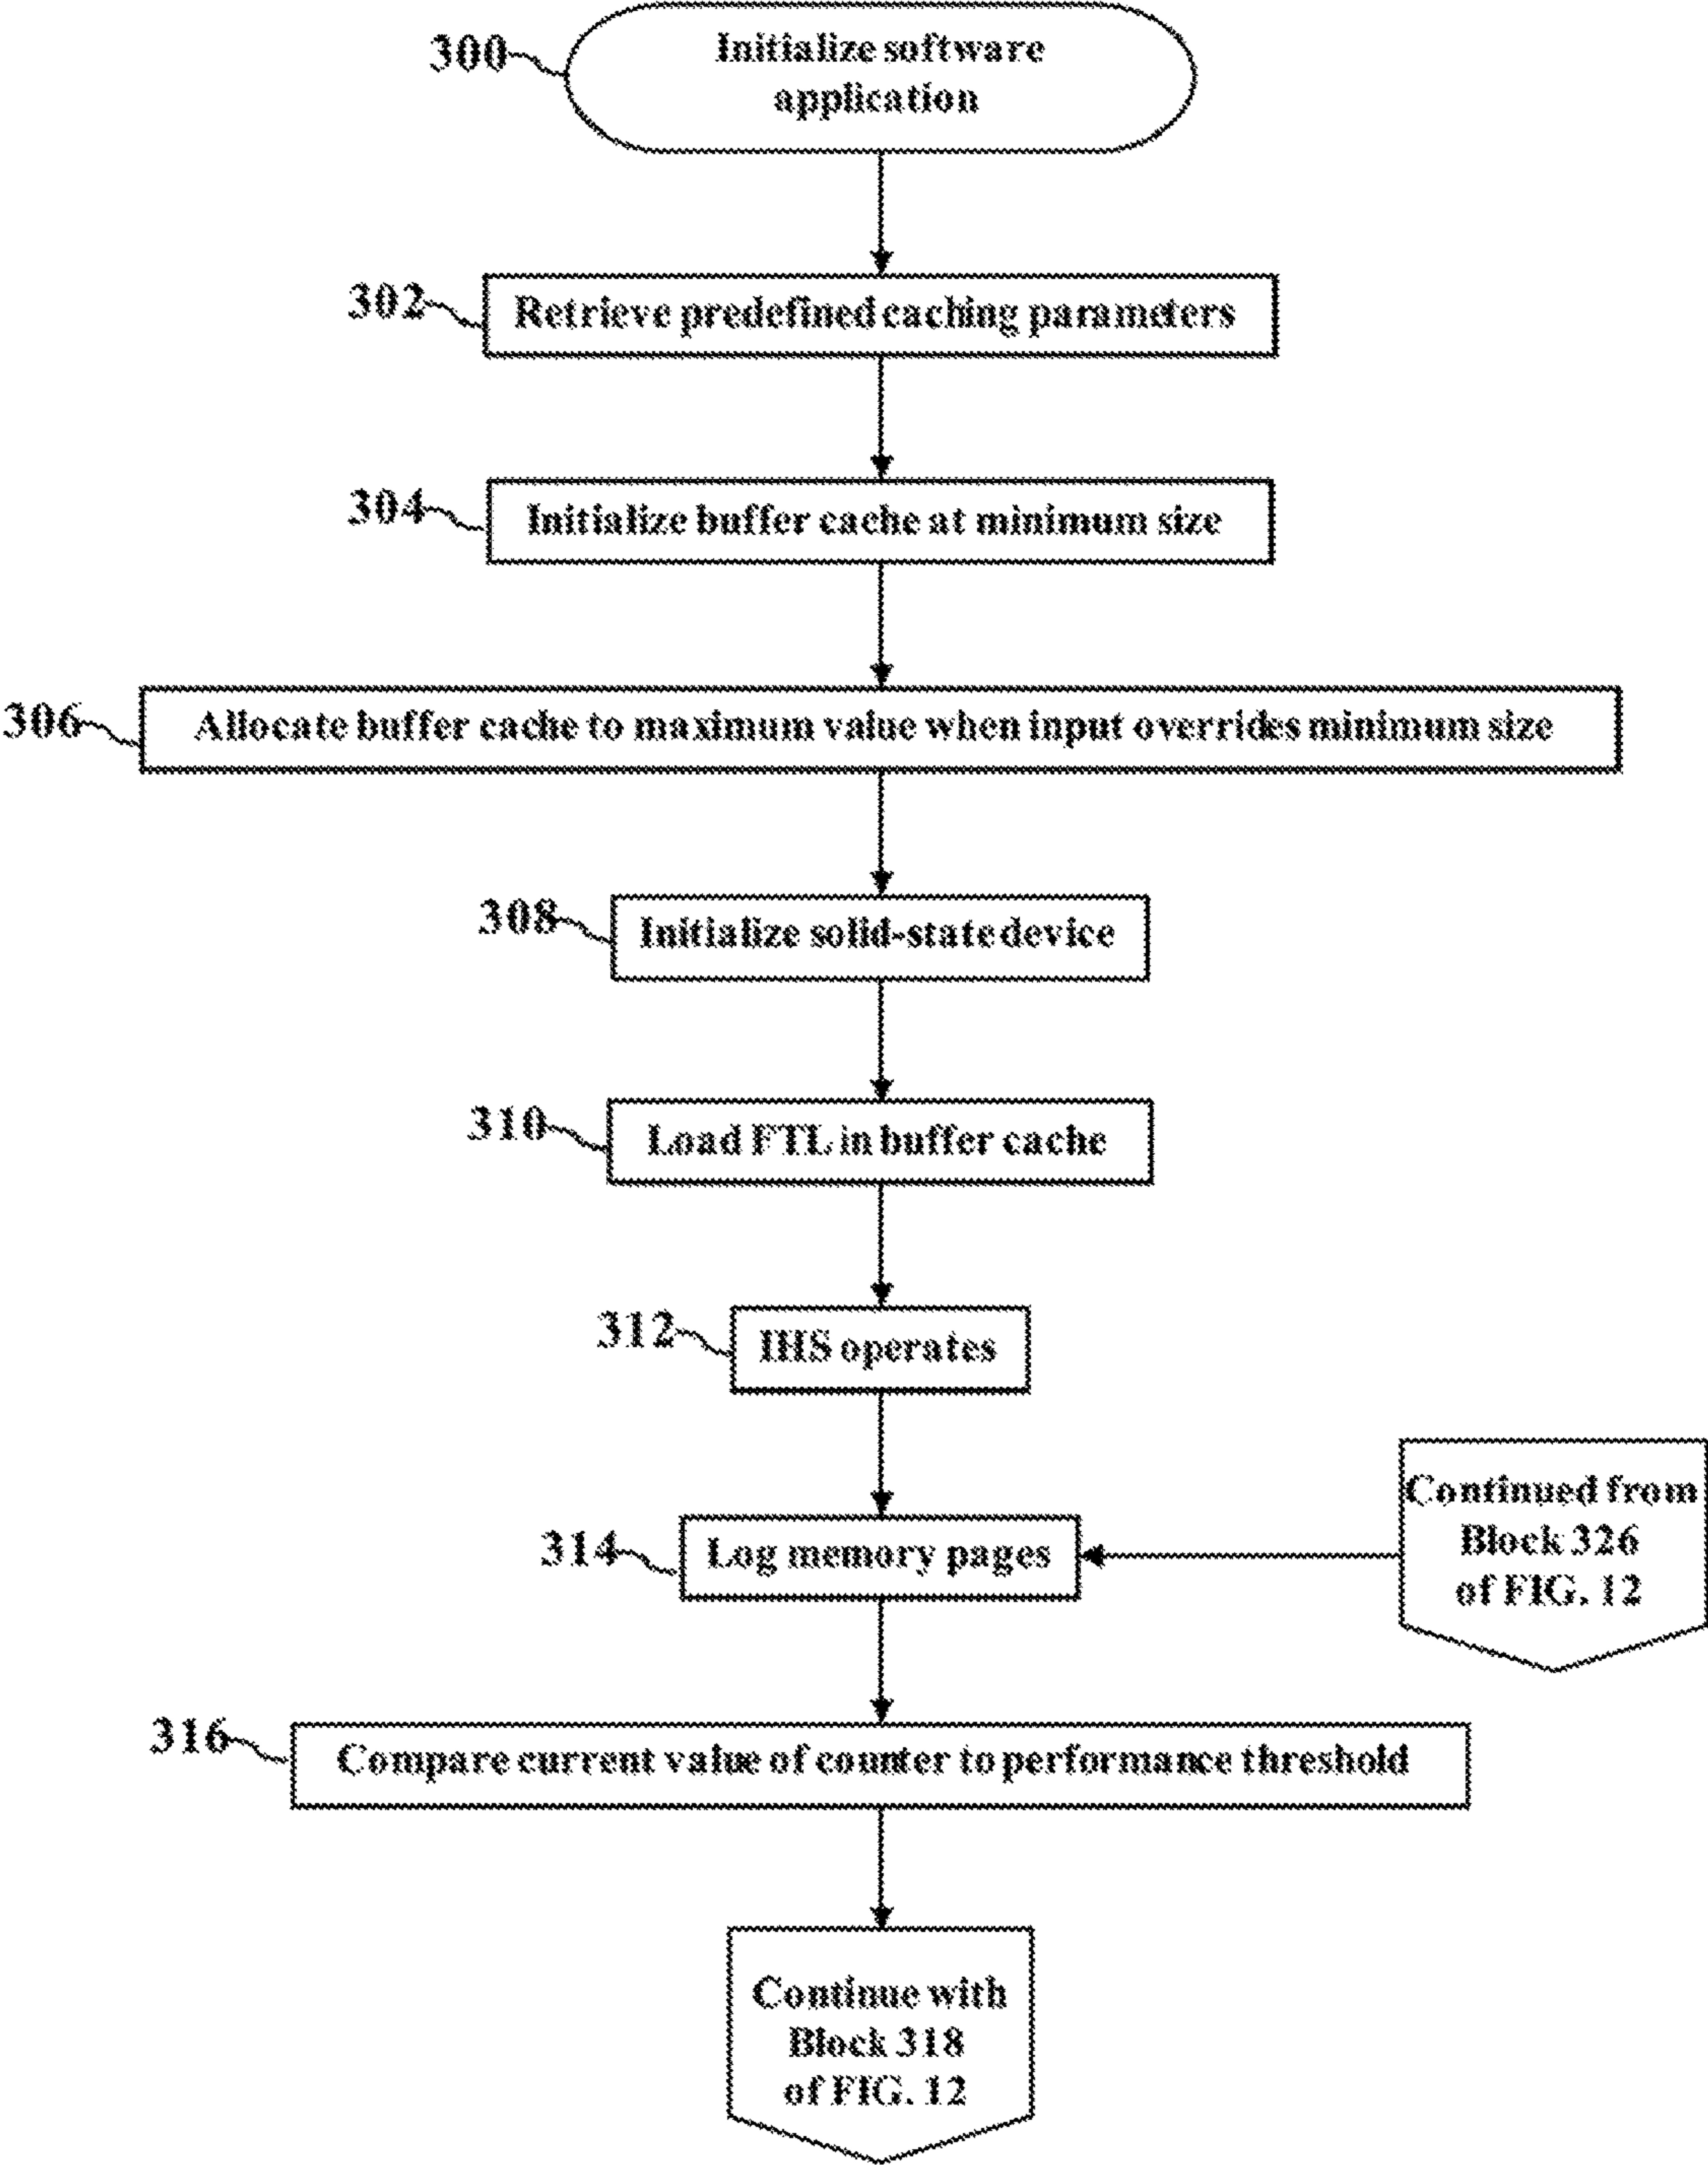 300
Initialize software
application
302
Retrieve predefined caching parameters
304
Initialize buffer cache at minimum size
306
Allocate buffer cache to maximum value when input overrides minimum size
308
Initialize solid-state device
310
Load FTL in buffer cache
312
IHS operates
314
Log memory pages
Continued from
Block 326
of FIG. 12
316
Compare current value of counter to performance threshold
Continue with
Block 318
of FIG. 12